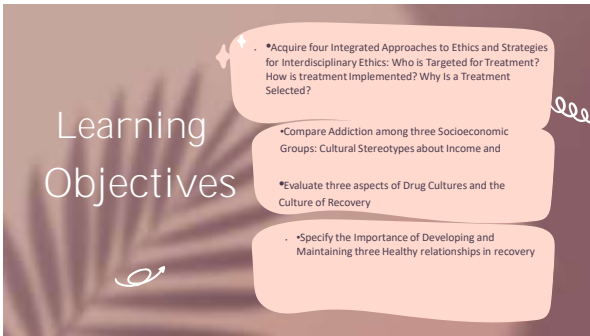 Learning
Objectives
. •Acquire four Integrated Approaches to Ethics and Strategies
for Interdisciplinary Ethics: Who is Targeted for Treatment?
How is treatment Implemented? Why Is a Treatment
Selected?
•Compare Addiction among three Socioeconomic
Groups: Cultural Stereotypes about Income and
•Evaluate three aspects of Drug Cultures and the
Culture of Recovery
. •Specify the Importance of Developing and
Maintaining three Healthy relationships in recovery